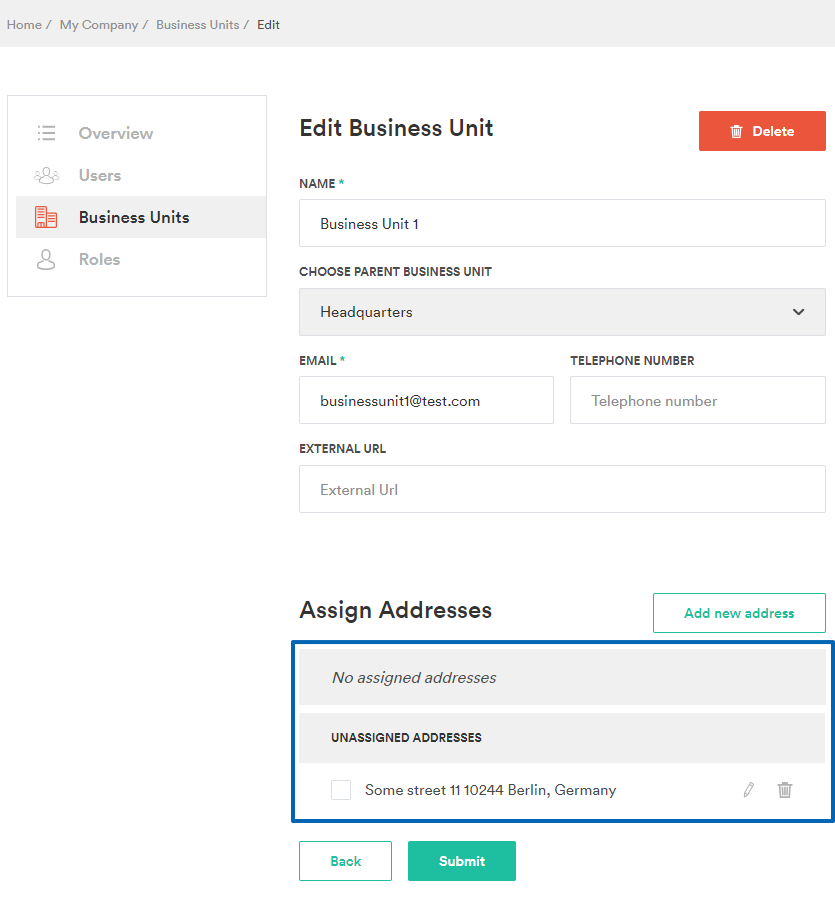 Home / My Company / Business Units / Edit
Overview
Users
Business Units
Roles
Edit Business Unit
Delete
NAME *
Business Unit 1
CHOOSE PARENT BUSINESS UNIT
Headquarters
EMAIL * TELEPHONE NUMBER
businessunit1@test.com Telephone number
EXTERNAL URL
External Url
Assign Addresses
Add new address
No assigned addresses
UNASSIGNED ADDRESSES
Some street 11 10244 Berlin, Germany
Back Submit